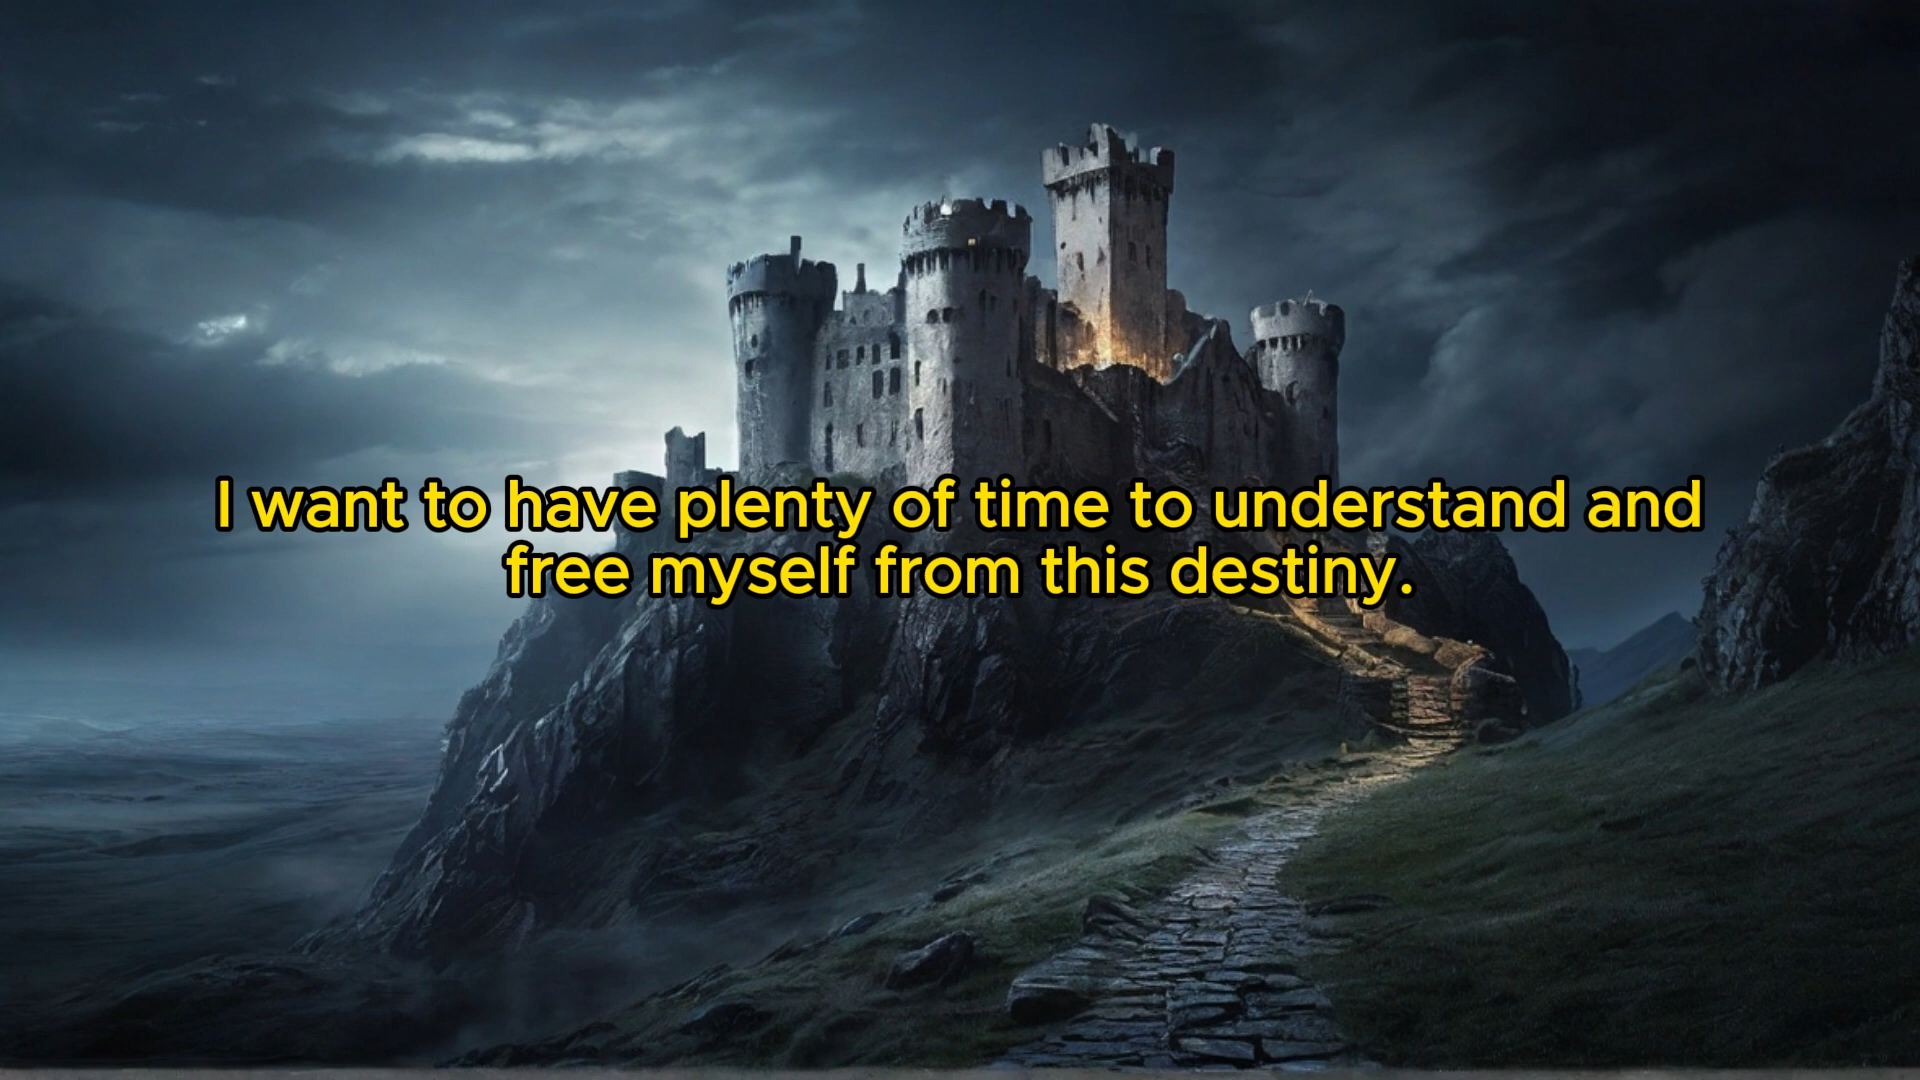 I want to have plenty of time to understand and
free myself from this destiny.